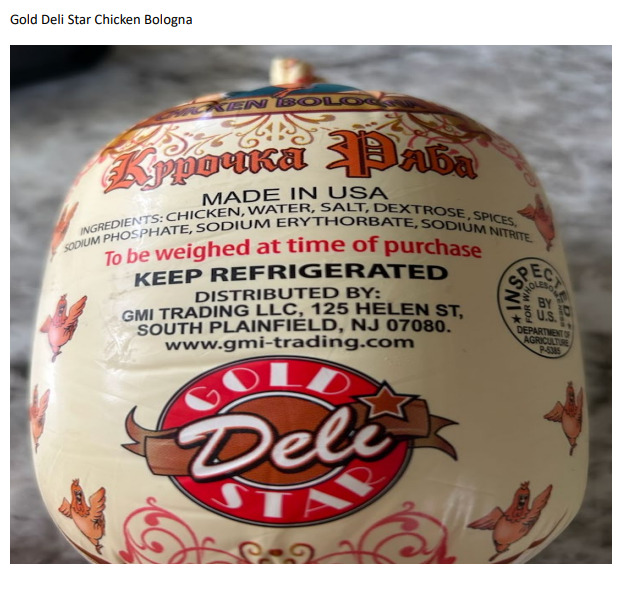 Gold Deli Star Chicken Bologna
CHICKEN BOLOGNA
Курочка Ряба
MADE IN USA
INGREDIENTS: CHICKEN, WATER, SALT, DEXTROSE, SPICES,
SODIUM PHOSPHATE, SODIUM ERYTHORBATE, SODIUM NITRITE.
To be weighed at time of purchase
KEEP REFRIGERATED
DISTRIBUTED BY:
GMI TRADING LLC, 125 HELEN ST,
SOUTH PLAINFIELD, NJ 07080.
www.gmi-trading.com
INSPECTED
FOR WHOLESOMENESS
BY
U.S.
DEPARTMENT OF
AGRICULTURE
P-5385
GOLD
Deli
STAR